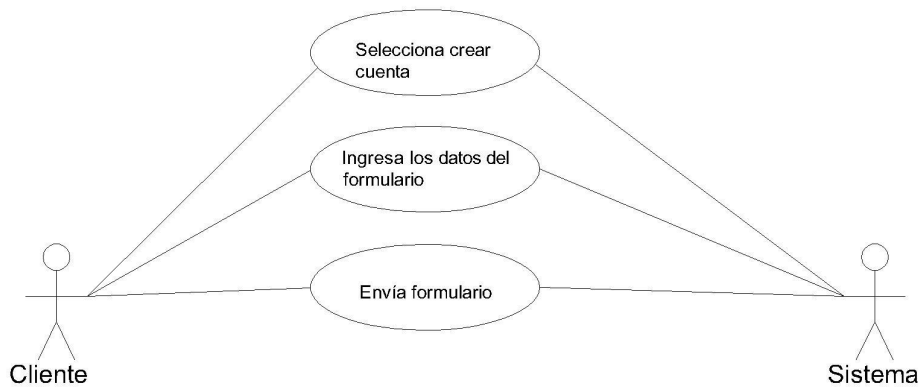 Selecciona crear
cuenta
Ingresa los datos del
formulario
Envía formulario
Cliente
Sistema